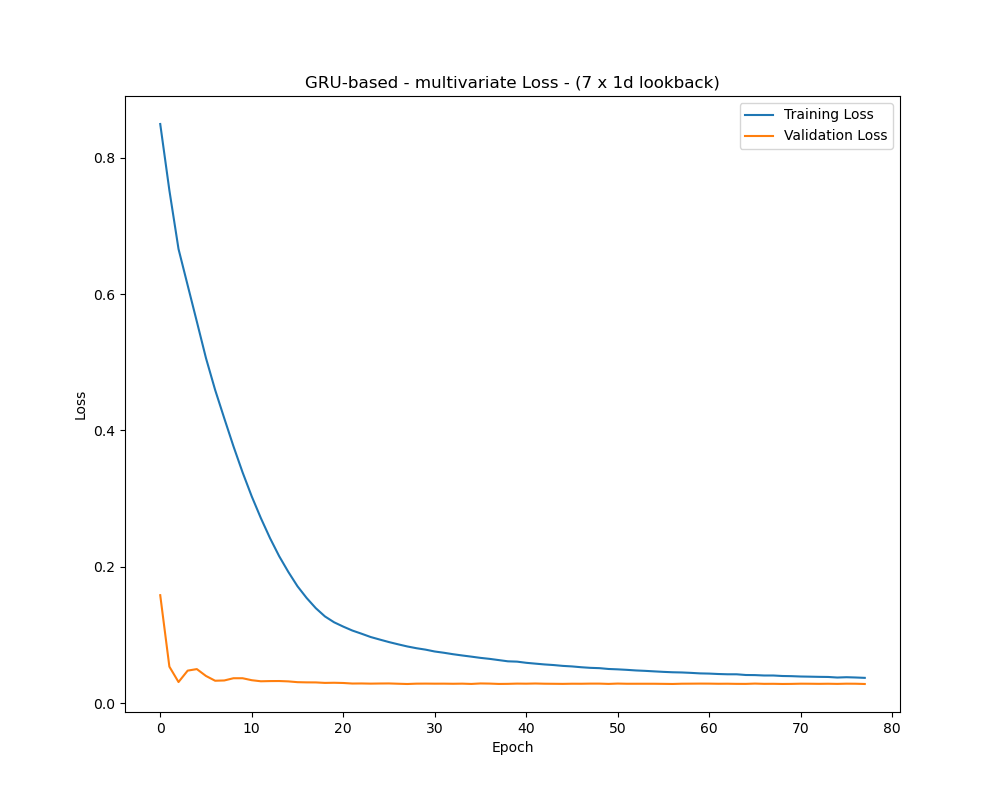 GRU-based - multivariate Loss - (7 x 1d lookback)
Training Loss
Validation Loss
Loss
0.8
0.6
0.4
0.2
0.0
0 10 20 30 40 50 60 70 80
Epoch